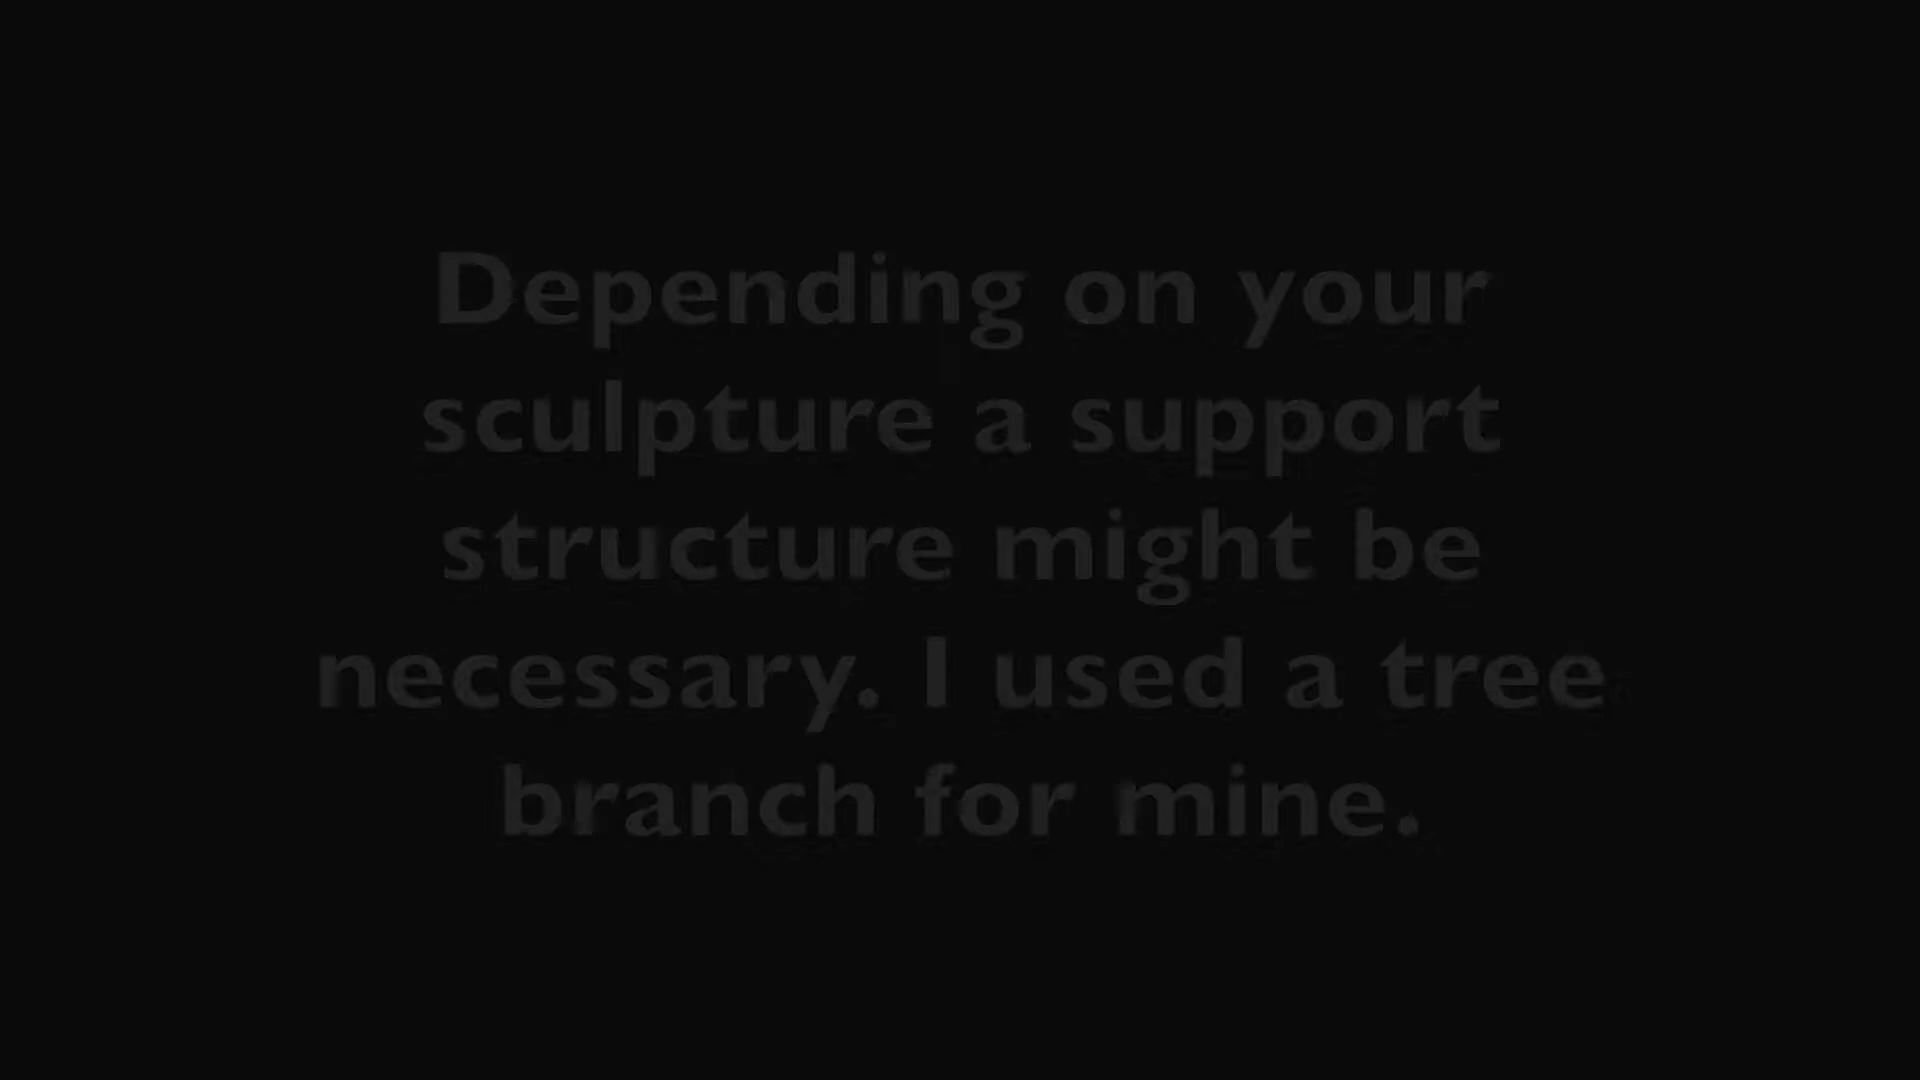 Depending on your
sculpture a support
structure might be
necessary. I used a tree
branch for mine.